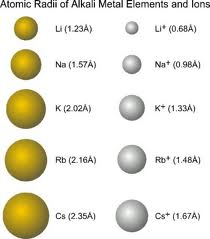 Atomic Radii of Alkali Metal Elements and Ions
Li (1.23Å) Li⁺ (0.68Å)
Na (1.57Å) Na⁺ (0.98Å)
K (2.02Å) K⁺ (1.33Å)
Rb (2.16Å) Rb⁺ (1.48Å)
Cs (2.35Å) Cs⁺ (1.67Å)